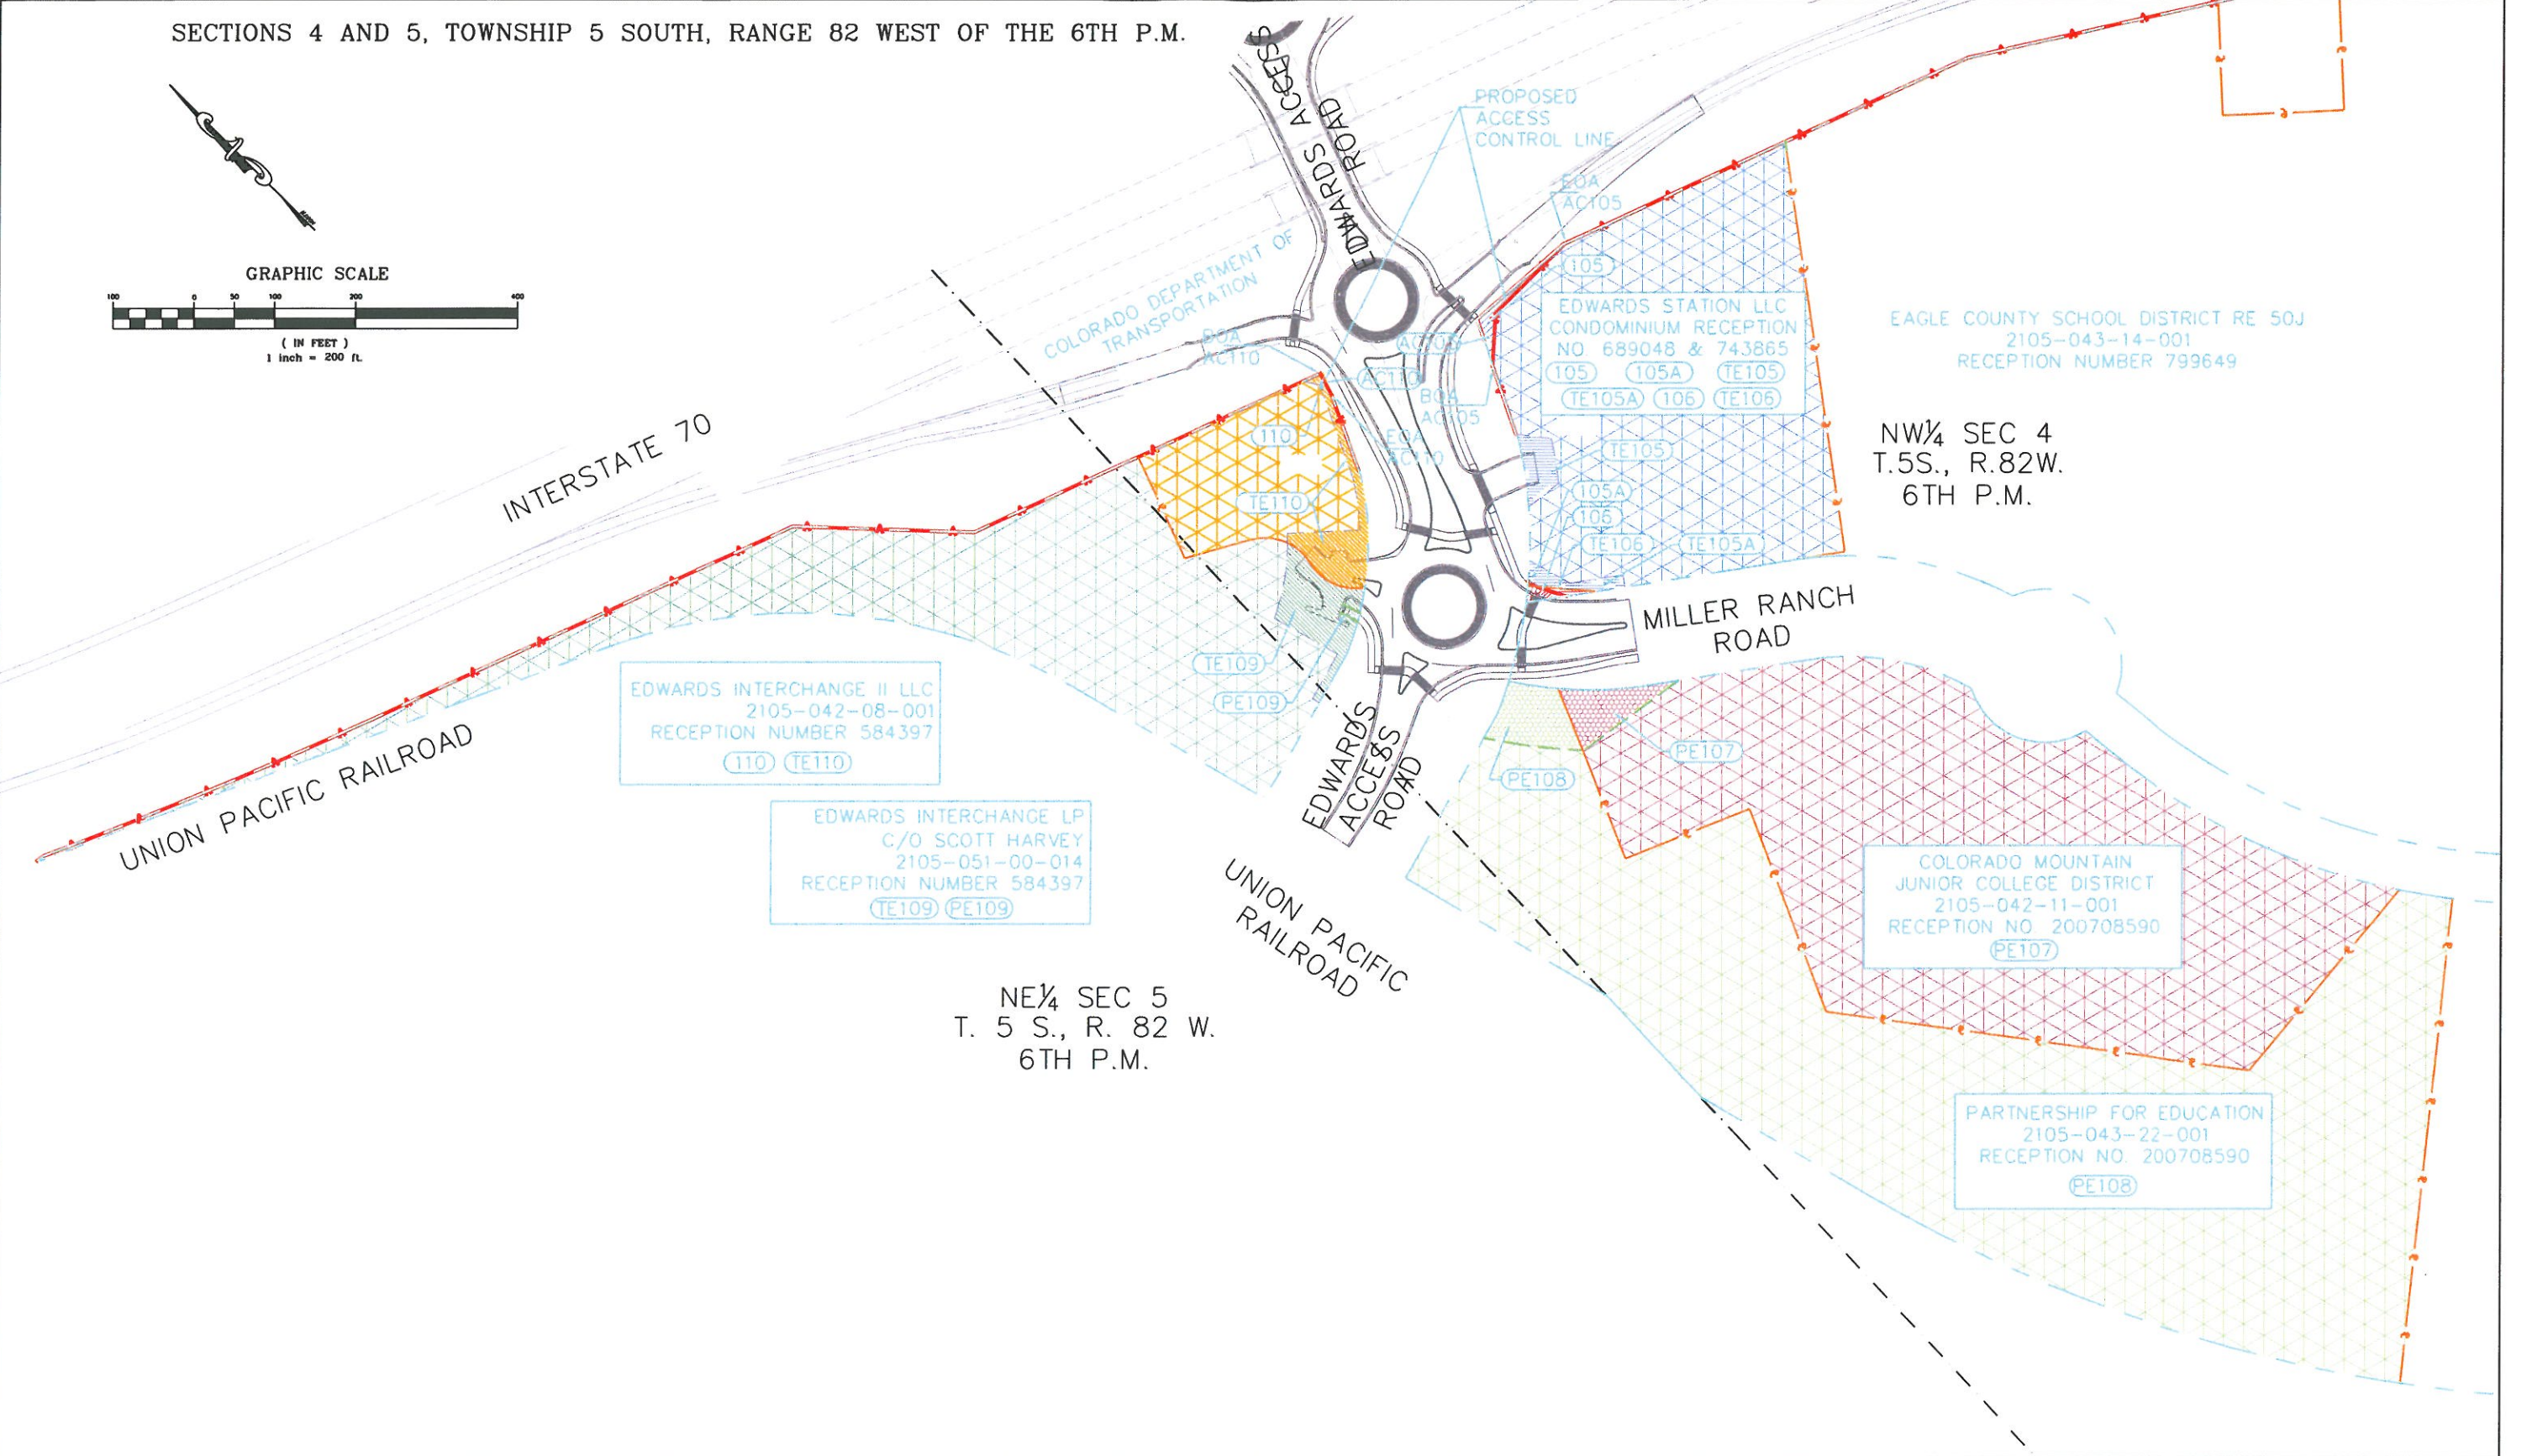 SECTIONS 4 AND 5, TOWNSHIP 5 SOUTH, RANGE 82 WEST OF THE 6TH P.M.
GRAPHIC SCALE
100 0 50 100 200 400
( IN FEET )
1 inch = 200 ft.
EDWARDS ACCESS
ROAD
PROPOSED
ACCESS
CONTROL LINE
EOA
AC105
COLORADO DEPARTMENT OF
TRANSPORTATION
BOA
AC110
105
AC105
AC110
BOA
AC105
EOA
AC110
EDWARDS STATION LLC
CONDOMINIUM RECEPTION
NO 689048 & 743865
105 105A TE105
TE105A 106 TE106
EAGLE COUNTY SCHOOL DISTRICT RE 50J
2105-043-14-001
RECEPTION NUMBER 799649
NW¼ SEC 4
T.5S., R.82W.
6TH P.M.
INTERSTATE 70
110
TE110
TE105
105A
106
TE106
TE105A
MILLER RANCH
ROAD
TE109
PE109
EDWARDS INTERCHANGE II LLC
2105-042-08-001
RECEPTION NUMBER 584397
110 TE110
UNION PACIFIC RAILROAD
EDWARDS
ACCESS
ROAD
PE107
PE108
EDWARDS INTERCHANGE LP
C/O SCOTT HARVEY
2105-051-00-014
RECEPTION NUMBER 584397
TE109 PE109
UNION PACIFIC
RAILROAD
COLORADO MOUNTAIN
JUNIOR COLLEGE DISTRICT
2105-042-11-001
RECEPTION NO 200708590
PE107
NE¼ SEC 5
T. 5 S., R. 82 W.
6TH P.M.
PARTNERSHIP FOR EDUCATION
2105-043-22-001
RECEPTION NO. 200708590
PE108